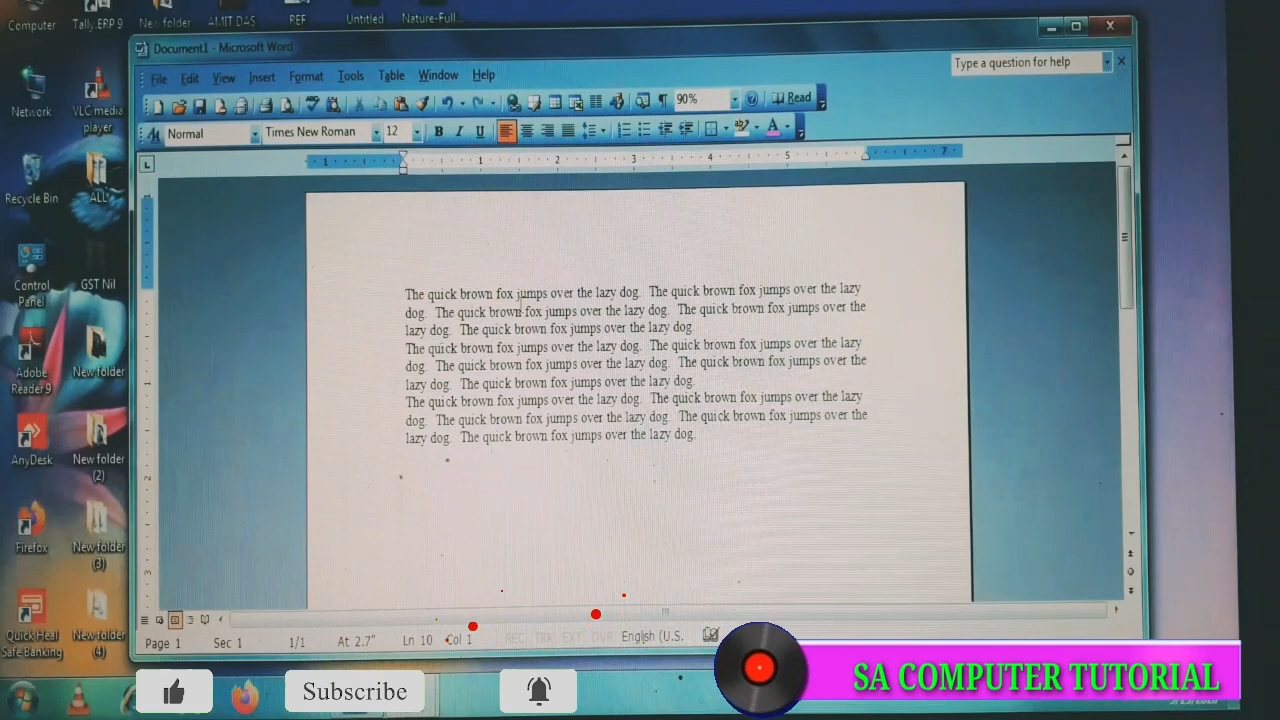 Computer
Tally.ERP 9
New folder
AMIT DAS
REF
Untitled
Nature-Full...
Document1 - Microsoft Word
File Edit View Insert Format Tools Table Window Help
Type a question for help
90%
Read
Normal
Times New Roman
12
1 1 2 3 4 5 7
Network
VLC media
player
Recycle Bin
ALL
Control
Panel
GST Nil
Adobe
Reader 9
New folder
AnyDesk
New folder
(2)
Firefox
New folder
(3)
Quick Heal
Safe Banking
New folder
(4)
The quick brown fox jumps over the lazy dog. The quick brown fox jumps over the lazy
dog. The quick brown fox jumps over the lazy dog. The quick brown fox jumps over the
lazy dog. The quick brown fox jumps over the lazy dog
The quick brown fox jumps over the lazy dog. The quick brown fox jumps over the lazy
dog. The quick brown fox jumps over the lazy dog. The quick brown fox jumps over the
lazy dog. The quick brown fox jumps over the lazy dog.
The quick brown fox jumps over the lazy dog. The quick brown fox jumps over the lazy
dog. The quick brown fox jumps over the lazy dog. The quick brown fox jumps over the
lazy dog. The quick brown fox jumps over the lazy dog.
Page 1 Sec 1 1/1 At 2.7" Ln 10 Col 1 REC TRK EXT OVR English (U.S.
Subscribe
SA COMPUTER TUTORIAL